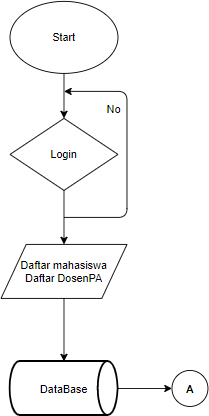 Start
No
Login
Daftar mahasiswa
Daftar DosenPA
DataBase
A